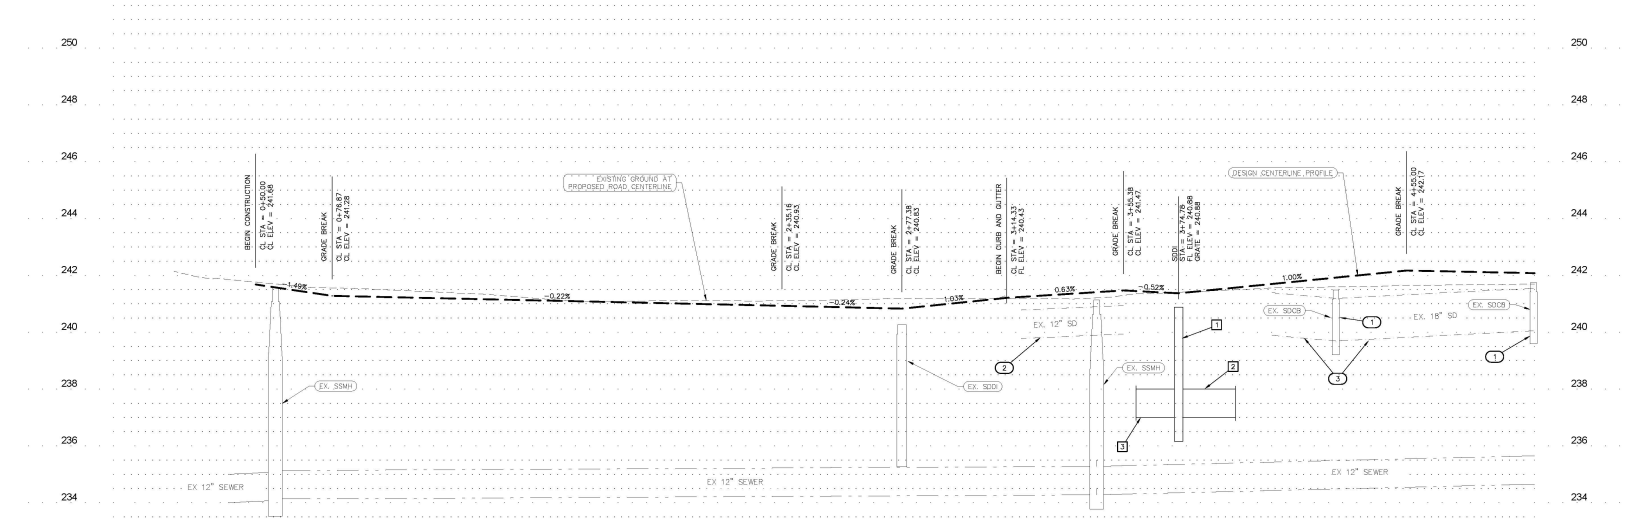 250
250
248
248
246
246
BEGIN CONSTRUCTION
CL STA = 0+50.00
CL ELEV = 241.68
GRADE BREAK
CL STA = 0+76.87
CL ELEV = 241.28
EXISTING GROUND AT
PROPOSED ROAD CENTERLINE
GRADE BREAK
CL STA = 2+35.16
CL ELEV = 240.93
GRADE BREAK
CL STA = 2+77.38
CL ELEV = 240.83
BEGIN CURB AND GUTTER
CL STA = 3+14.33
FL ELEV = 240.43
GRADE BREAK
CL STA = 3+55.38
CL ELEV = 241.47
SDDI
STA = 3+74.78
FL ELEV = 240.88
GRATE = 240.88
DESIGN CENTERLINE PROFILE
GRADE BREAK
CL STA = 4+55.00
CL ELEV = 242.17
244
244
242
242
-1.49%
-0.22%
-0.24%
1.03%
0.63%
-0.52%
1.00%
240
240
EX. 12" SD
1
EX. SDCB
1
EX. 18" SD
EX. SDCB
1
2
2
3
238
238
EX. SSMH
EX. SDDI
EX. SSMH
3
236
236
EX 12" SEWER
EX 12" SEWER
EX 12" SEWER
234
234